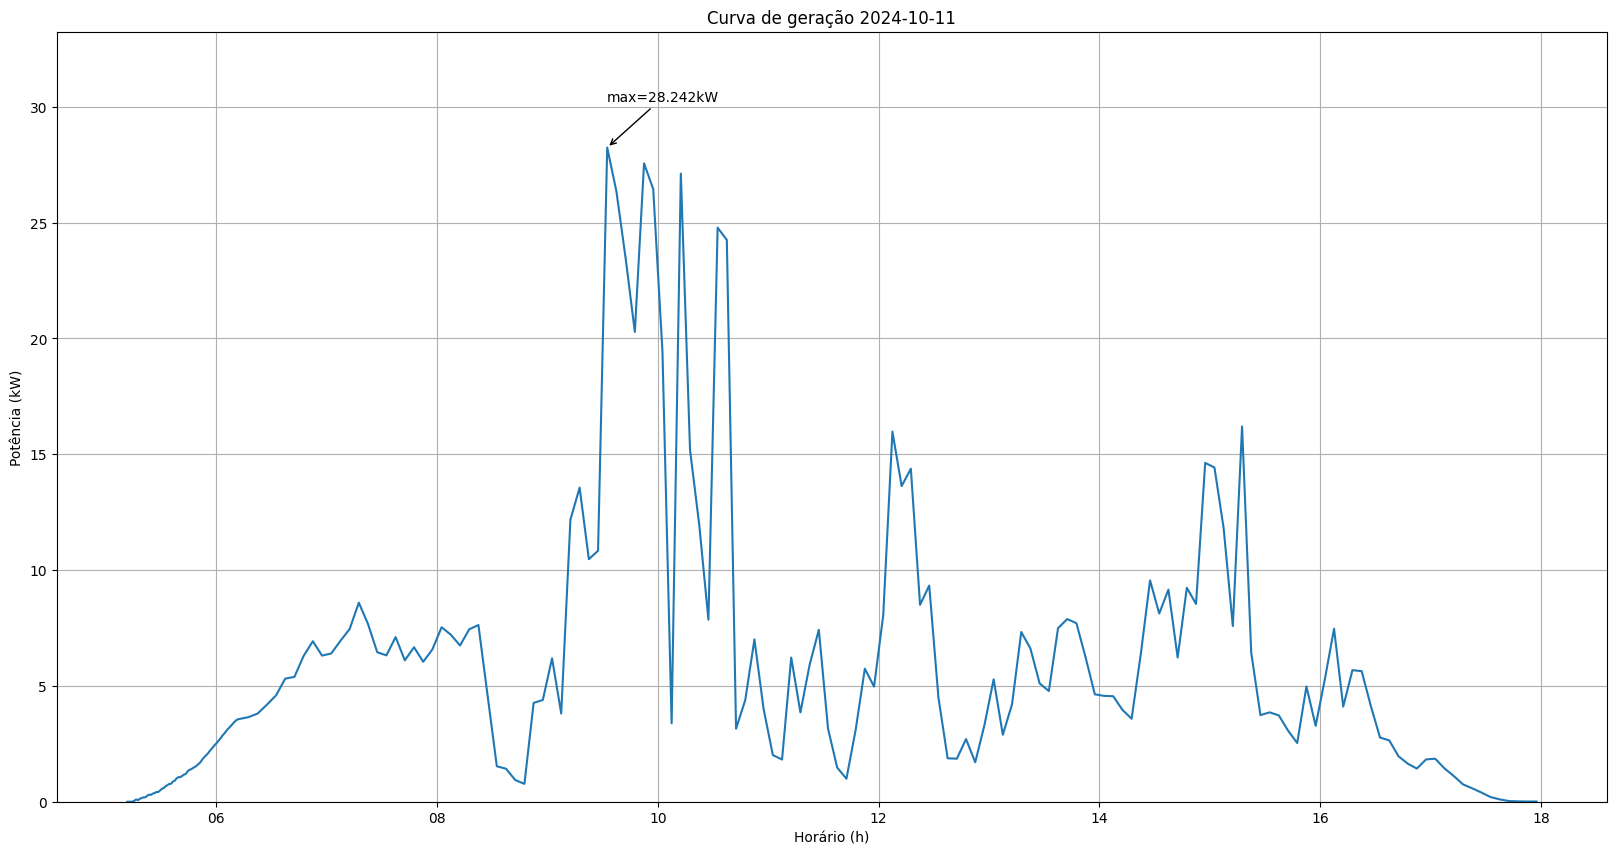 Curva de geração 2024-10-11
max=28.242kW
30
25
20
15
10
5
0
Potência (kW)
06 08 10 12 14 16 18
Horário (h)